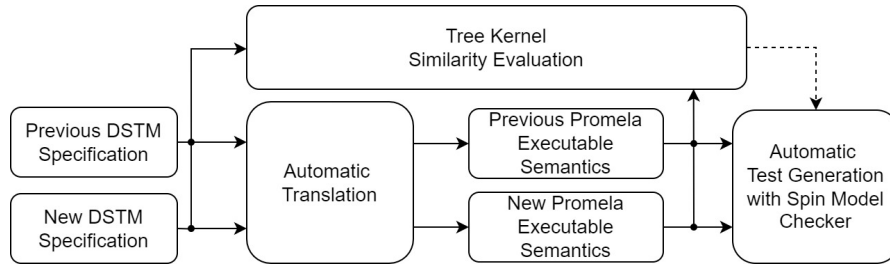 Tree Kernel
Similarity Evaluation
Previous DSTM
Specification
New DSTM
Specification
Automatic
Translation
Previous Promela
Executable
Semantics
New Promela
Executable
Semantics
Automatic
Test Generation
with Spin Model
Checker